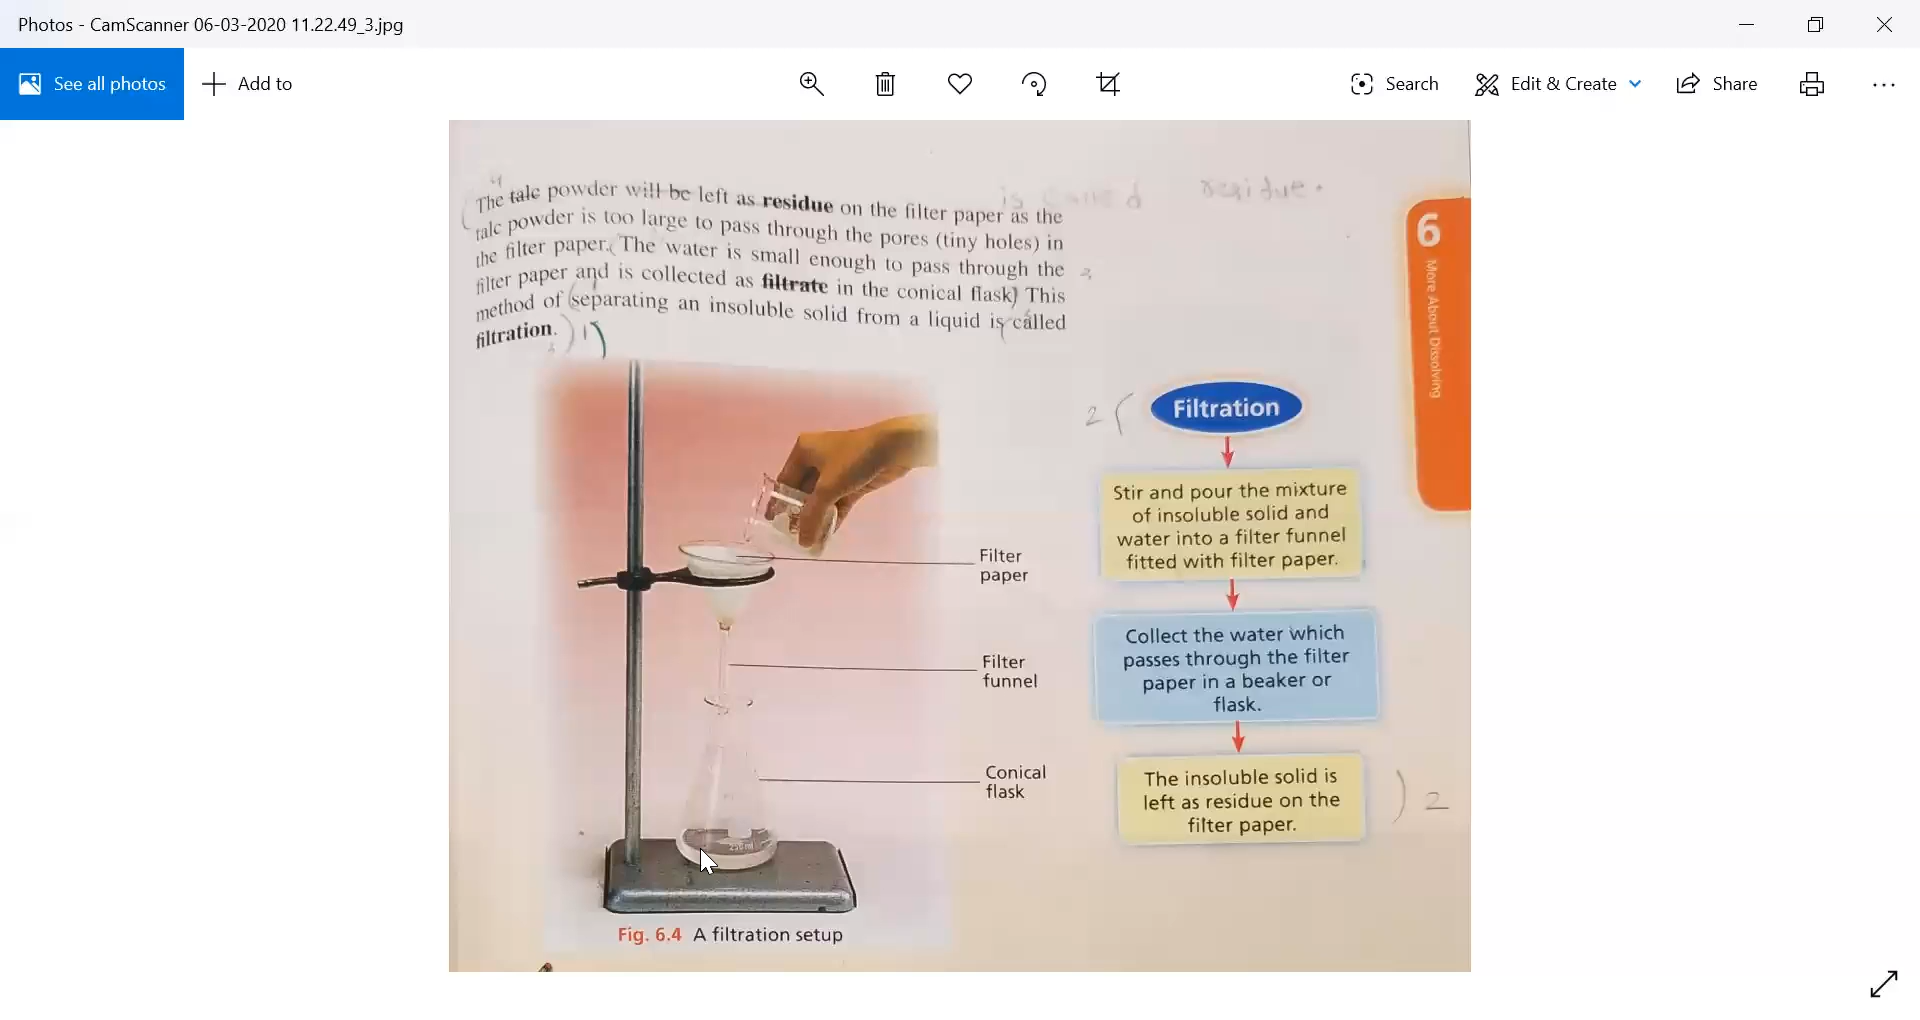 Photos - CamScanner 06-03-2020 11.22.49_3.jpg
See all photos
Add to
Search
Edit & Create
Share
The talc powder will be left as residue on the filter paper as the
talc powder is too large to pass through the pores (tiny holes) in
the filter paper. The water is small enough to pass through the
filter paper and is collected as filtrate in the conical flask) This
method of (separating an insoluble solid from a liquid is called
filtration.
is called residue.
6
More About Dissolving
Filter
paper
Filter
funnel
Conical
flask
250 ml
Fig. 6.4 A filtration setup
2 (
Filtration
Stir and pour the mixture
of insoluble solid and
water into a filter funnel
fitted with filter paper.
Collect the water which
passes through the filter
paper in a beaker or
flask.
The insoluble solid is
left as residue on the
filter paper.
) 2